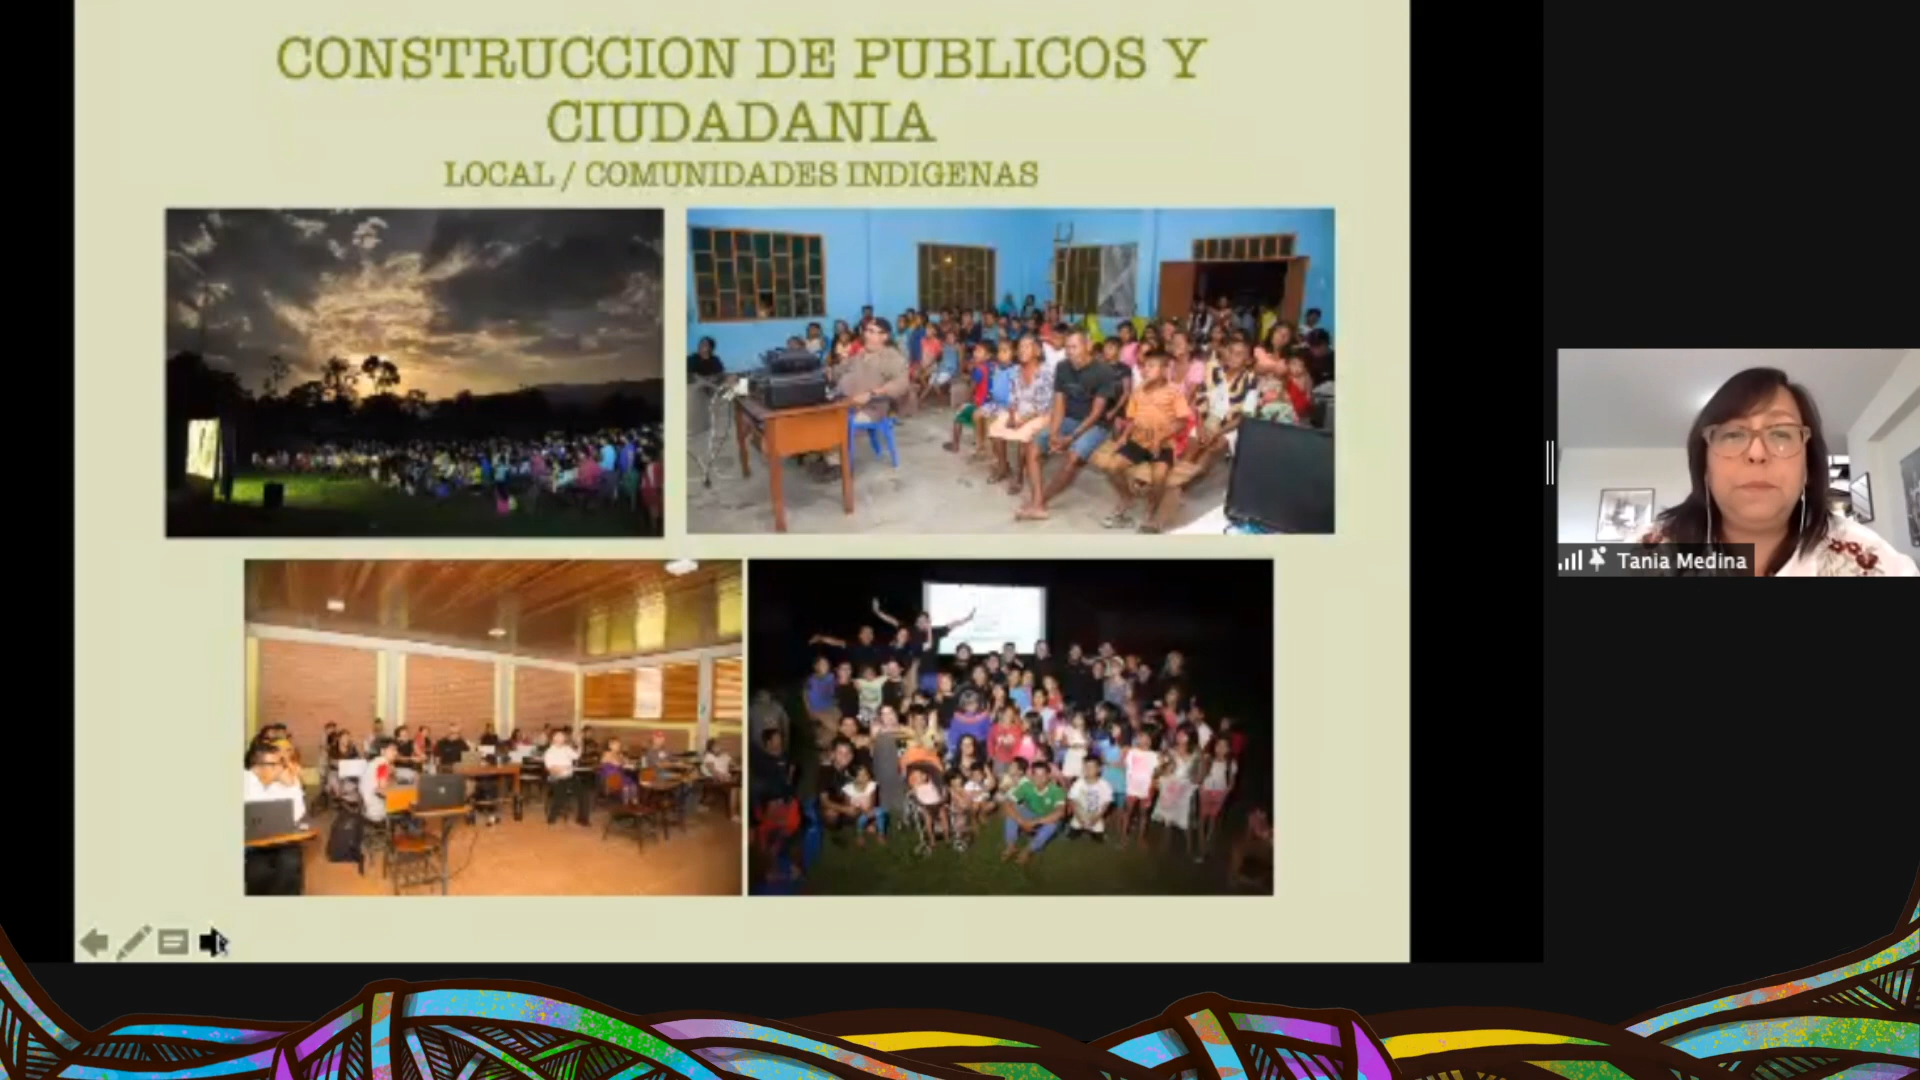 CONSTRUCCION DE PUBLICOS Y
CIUDADANIA
LOCAL / COMUNIDADES INDIGENAS
Tania Medina